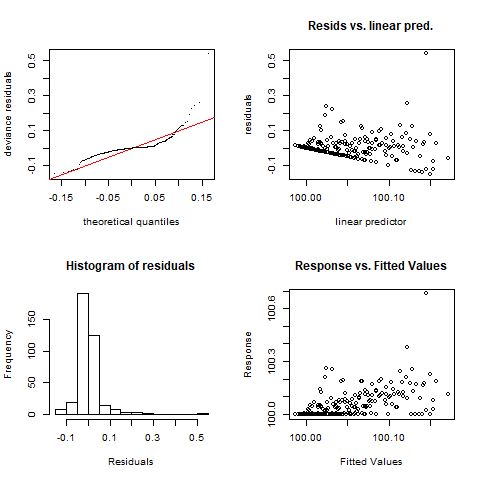 deviance residuals
-0.1 0.1 0.3 0.5
-0.15 -0.05 0.05 0.15
theoretical quantiles
Resids vs. linear pred.
residuals
-0.1 0.1 0.3 0.5
100.00 100.10
linear predictor
Histogram of residuals
Frequency
0 50 100 150
-0.1 0.1 0.3 0.5
Residuals
Response vs. Fitted Values
Response
100.0 100.3 100.6
100.00 100.10
Fitted Values